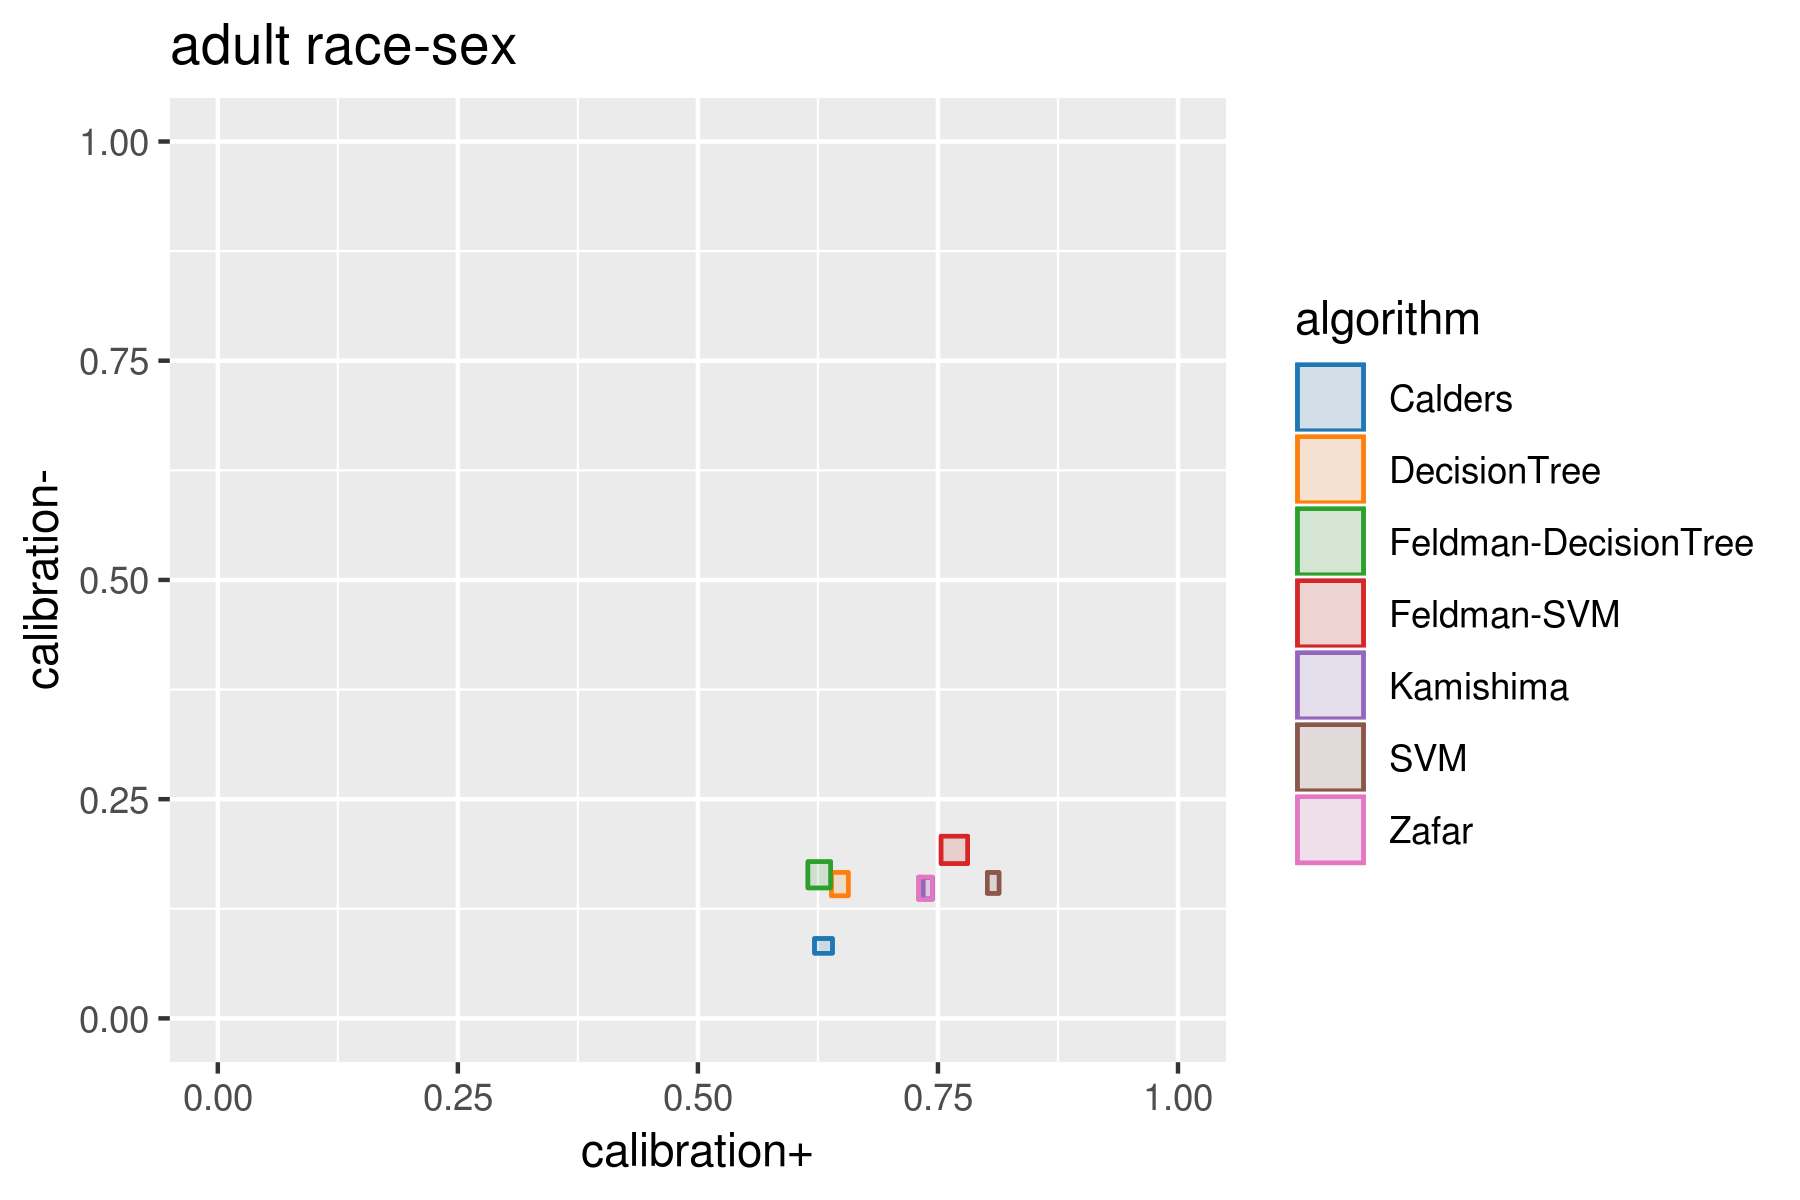 adult race-sex
1.00
0.75
0.50
0.25
0.00
calibration-
0.00 0.25 0.50 0.75 1.00
calibration+
algorithm
Calders
DecisionTree
Feldman-DecisionTree
Feldman-SVM
Kamishima
SVM
Zafar